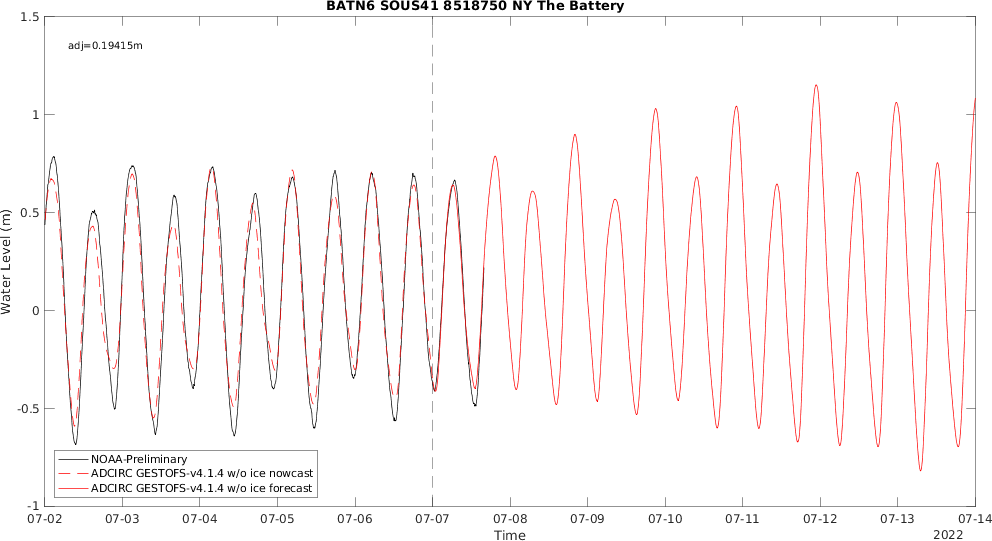 BATN6 SOUS41 8518750 NY The Battery
adj=0.19415m
Water Level (m)
1.5
1
0.5
0
-0.5
-1
NOAA-Preliminary
ADCIRC GESTOFS-v4.1.4 w/o ice nowcast
ADCIRC GESTOFS-v4.1.4 w/o ice forecast
07-02 07-03 07-04 07-05 07-06 07-07 07-08 07-09 07-10 07-11 07-12 07-13 07-14
Time
2022